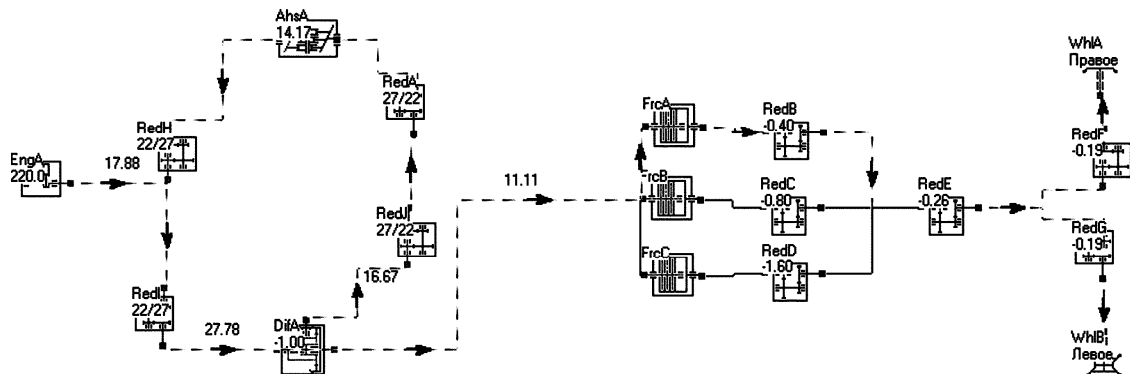 AhsA
14.17
WhlA
Правое
RedA
27/22
FrcA
RedB
-0.40
RedH
22/27
RedF
-0.19
EngA
220.0
17.88
11.11
FrcB
RedC
-0.80
RedE
-0.26
RedJ
27/22
RedG
-0.19
FrcC
RedD
-1.60
16.67
RedI
22/27
27.78
DifA
-1.00
WhlB
Левое